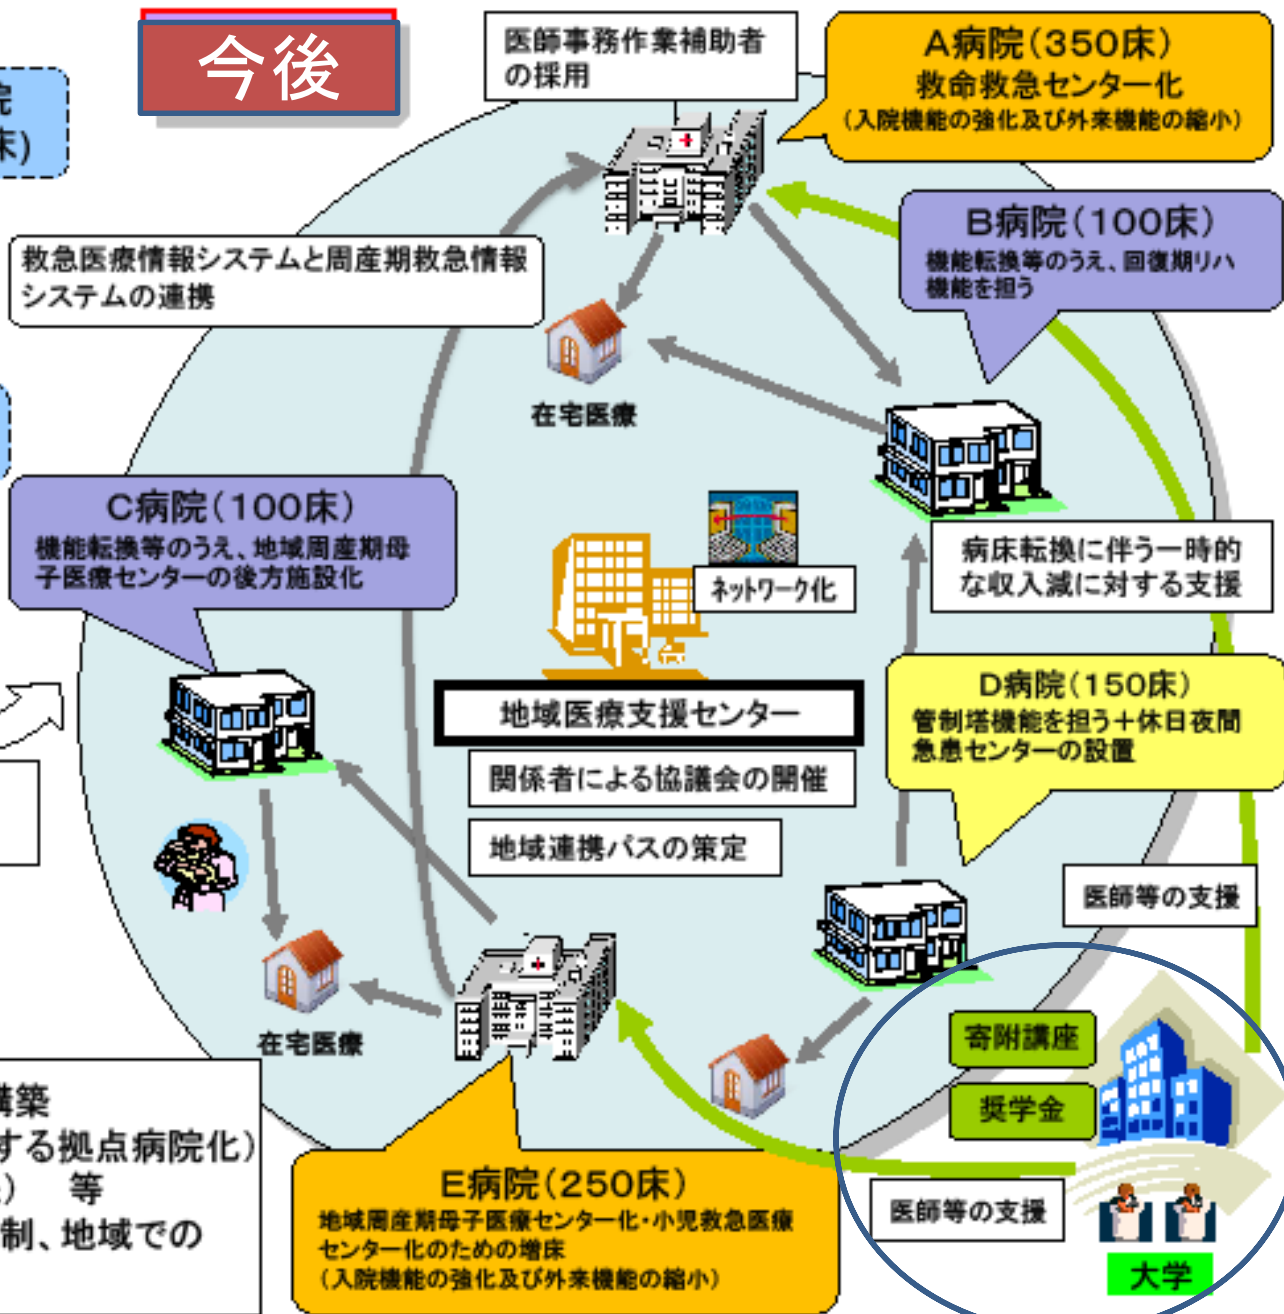 今後
院
床)
医師事務作業補助者
の採用
A病院(350床)
救命救急センター化
(入院機能の強化及び外来機能の縮小)
B病院(100床)
機能転換等のうえ、回復期リハ
機能を担う
救急医療情報システムと周産期救急情報
システムの連携
在宅医療
C病院(100床)
機能転換等のうえ、地域周産期母
子医療センターの後方施設化
ネットワーク化
病床転換に伴う一時的
な収入減に対する支援
地域医療支援センター
関係者による協議会の開催
地域連携パスの策定
D病院(150床)
管制塔機能を担う+休日夜間
急患センターの設置
医師等の支援
在宅医療
寄附講座
奨学金
構築
する拠点病院化)
) 等
制、地域での
E病院(250床)
地域周産期母子医療センター化・小児救急医療
センター化のための増床
(入院機能の強化及び外来機能の縮小)
医師等の支援
大学